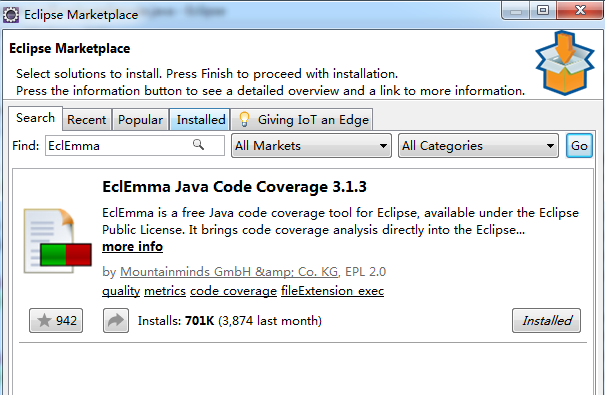 Eclipse Marketplace
Eclipse Marketplace
Select solutions to install. Press Finish to proceed with installation.
Press the information button to see a detailed overview and a link to more information.
Search Recent Popular Installed Giving IoT an Edge
Find: EclEmma All Markets All Categories Go
EclEmma Java Code Coverage 3.1.3
EclEmma is a free Java code coverage tool for Eclipse, available under the Eclipse
Public License. It brings code coverage analysis directly into the Eclipse...
more info
by Mountainminds GmbH &amp; Co. KG, EPL 2.0
quality metrics code coverage fileExtension_exec
942 Installs: 701K (3,874 last month) Installed